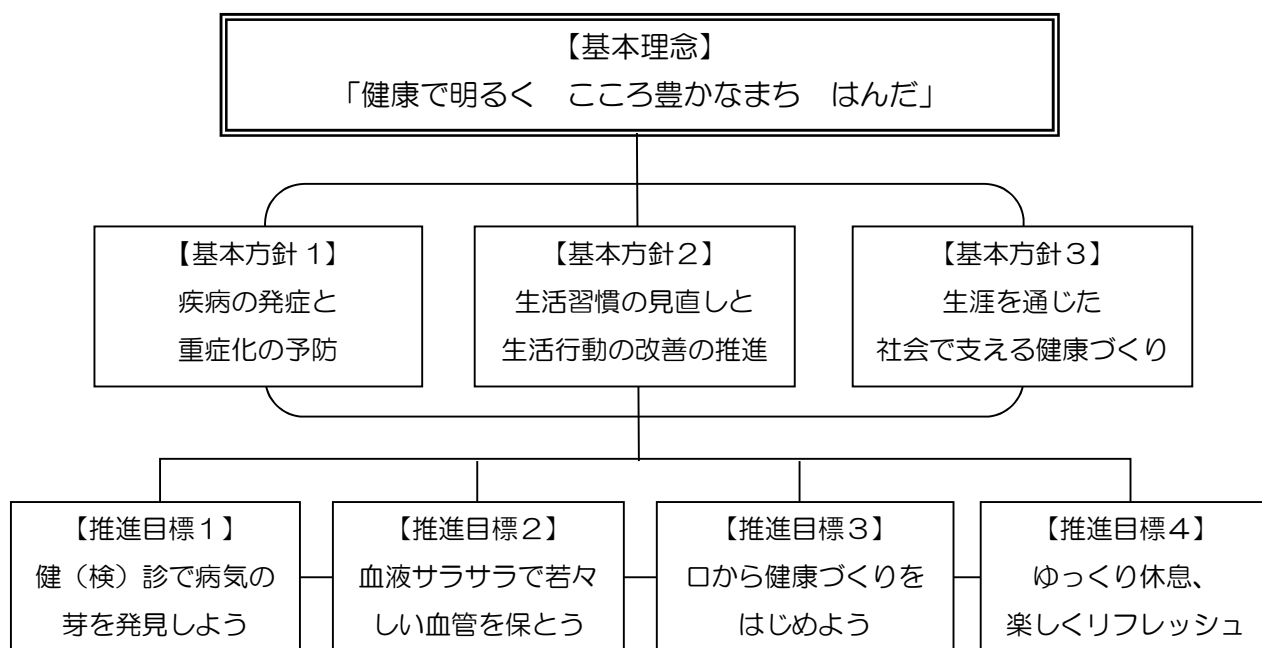 【基本理念】
「健康で明るく　こころ豊かなまち　はんだ」
【基本方針１】
疾病の発症と
重症化の予防
【基本方針２】
生活習慣の見直しと
生活行動の改善の推進
【基本方針３】
生涯を通じた
社会で支える健康づくり
【推進目標１】
健（検）診で病気の
芽を発見しよう
【推進目標２】
血液サラサラで若々
しい血管を保とう
【推進目標３】
口から健康づくりを
はじめよう
【推進目標４】
ゆっくり休息、
楽しくリフレッシュ